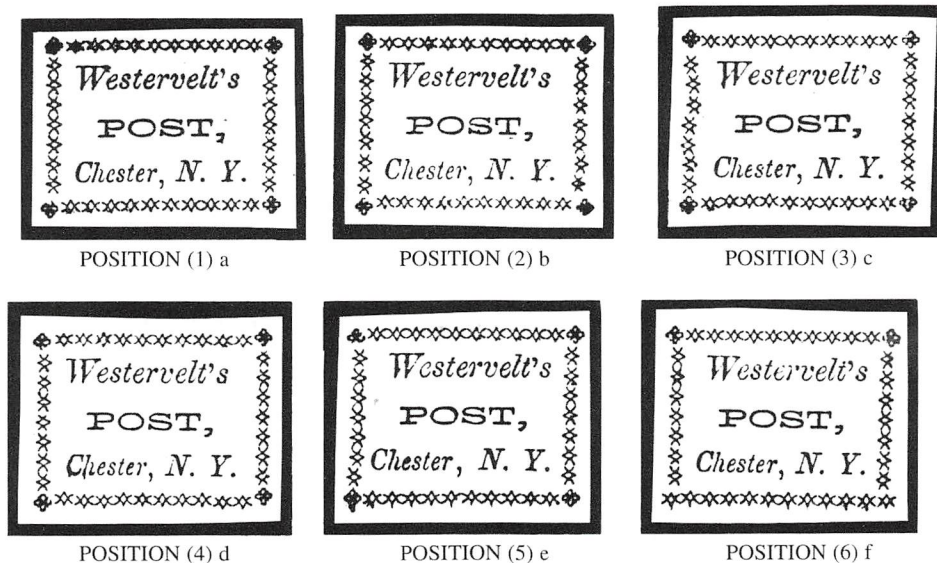 Westervelt's
POST,
Chester, N. Y.
POSITION (1) a
Westervelt's
POST,
Chester, N. Y.
POSITION (2) b
Westervelt's
POST,
Chester, N. Y.
POSITION (3) c
Westervelt's
POST,
Chester, N. Y.
POSITION (4) d
Westervelt's
POST,
Chester, N. Y.
POSITION (5) e
Westervelt's
POST,
Chester, N. Y.
POSITION (6) f